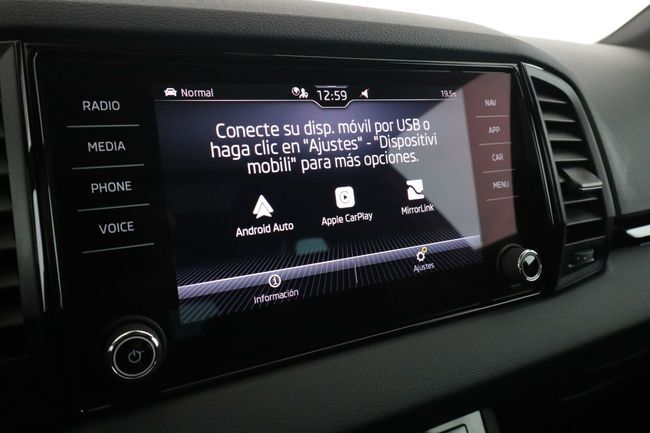 RADIO
MEDIA
PHONE
VOICE
Normal
12:59
19.5°C
Conecte su disp. móvil por USB o
haga clic en "Ajustes" - "Dispositivi
mobili" para más opciones.
Android Auto
Apple CarPlay
MirrorLink
Información
Ajustes
NAV
APP
CAR
MENU